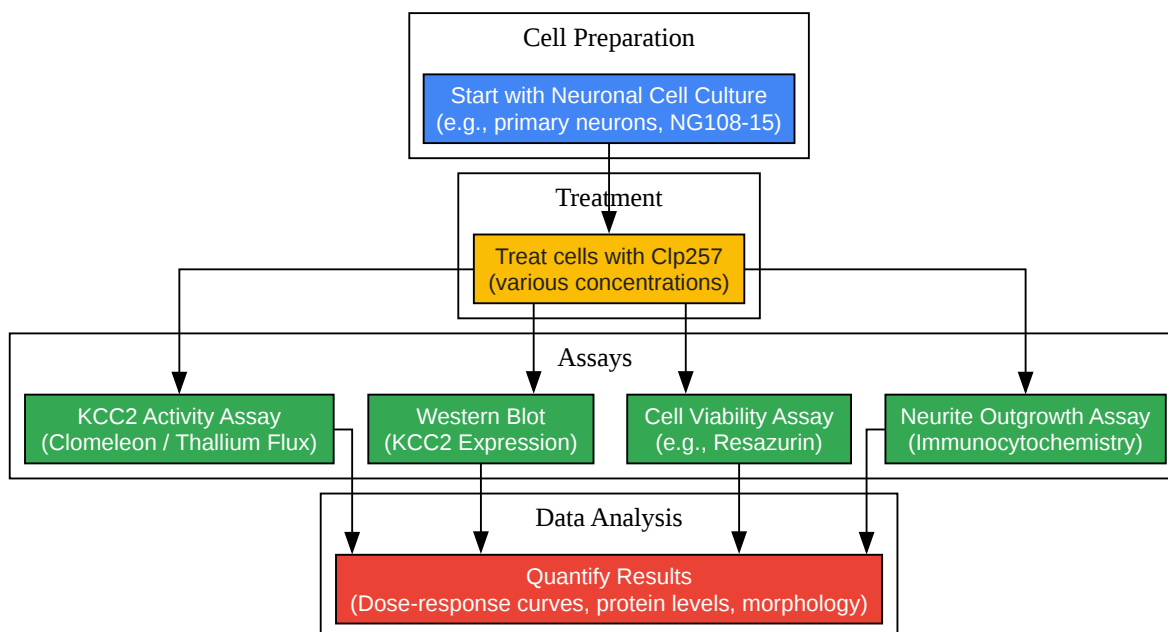 Cell Preparation
Start with Neuronal Cell Culture
(e.g., primary neurons, NG108-15)
Treatment
Treat cells with Clp257
(various concentrations)
Assays
KCC2 Activity Assay
(Clomeleon / Thallium Flux)
Western Blot
(KCC2 Expression)
Cell Viability Assay
(e.g., Resazurin)
Neurite Outgrowth Assay
(Immunocytochemistry)
Data Analysis
Quantify Results
(Dose-response curves, protein levels, morphology)